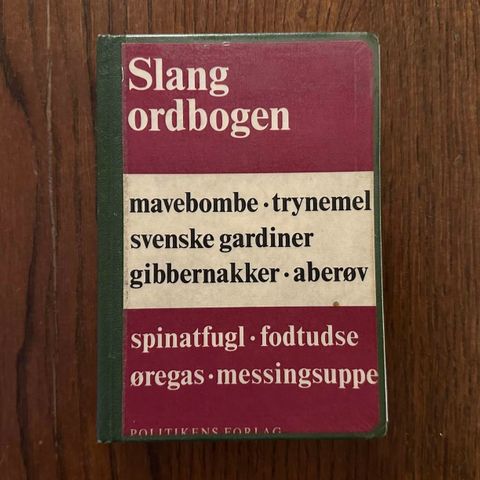 Slang
ordbogen
mavebombe · trynemel
svenske gardiner
gibbernakker · aberøv
spinatfugl · fodtudse
øregas · messingsuppe
POLITIKENS FORLAG